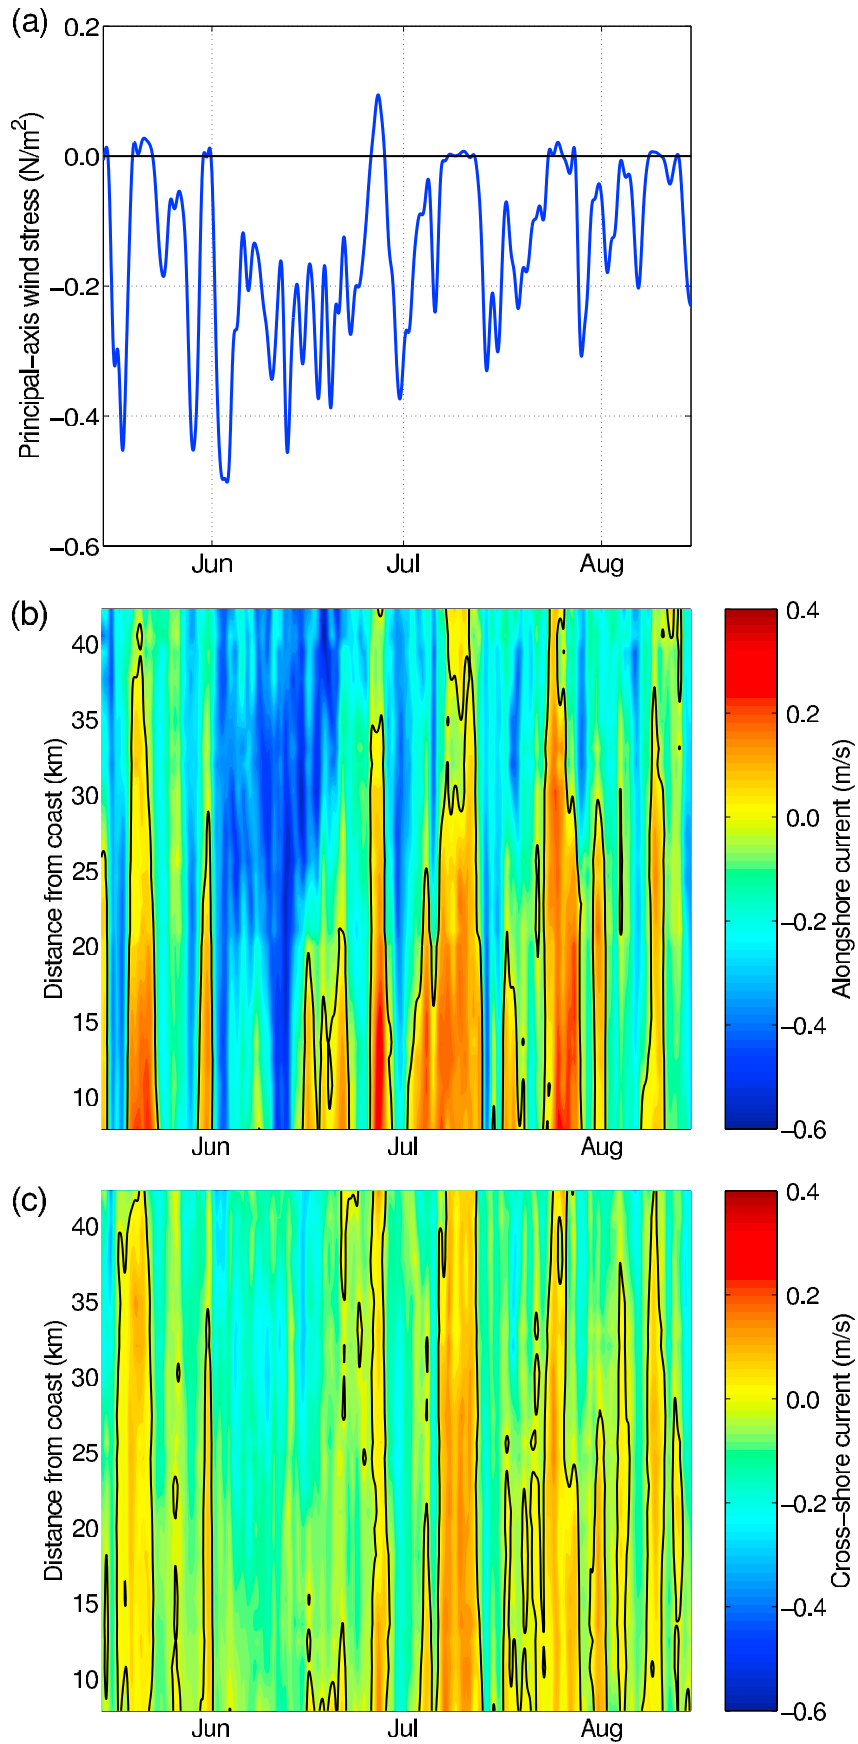 (a)
0.2
0.0
−0.2
−0.4
−0.6
Principal−axis wind stress (N/m2)
Jun Jul Aug
(b)
40
35
30
25
20
15
10
Distance from coast (km)
Jun Jul Aug
0.4
0.2
0.0
−0.2
−0.4
−0.6
Alongshore current (m/s)
(c)
40
35
30
25
20
15
10
Distance from coast (km)
Jun Jul Aug
0.4
0.2
0.0
−0.2
−0.4
−0.6
Cross−shore current (m/s)